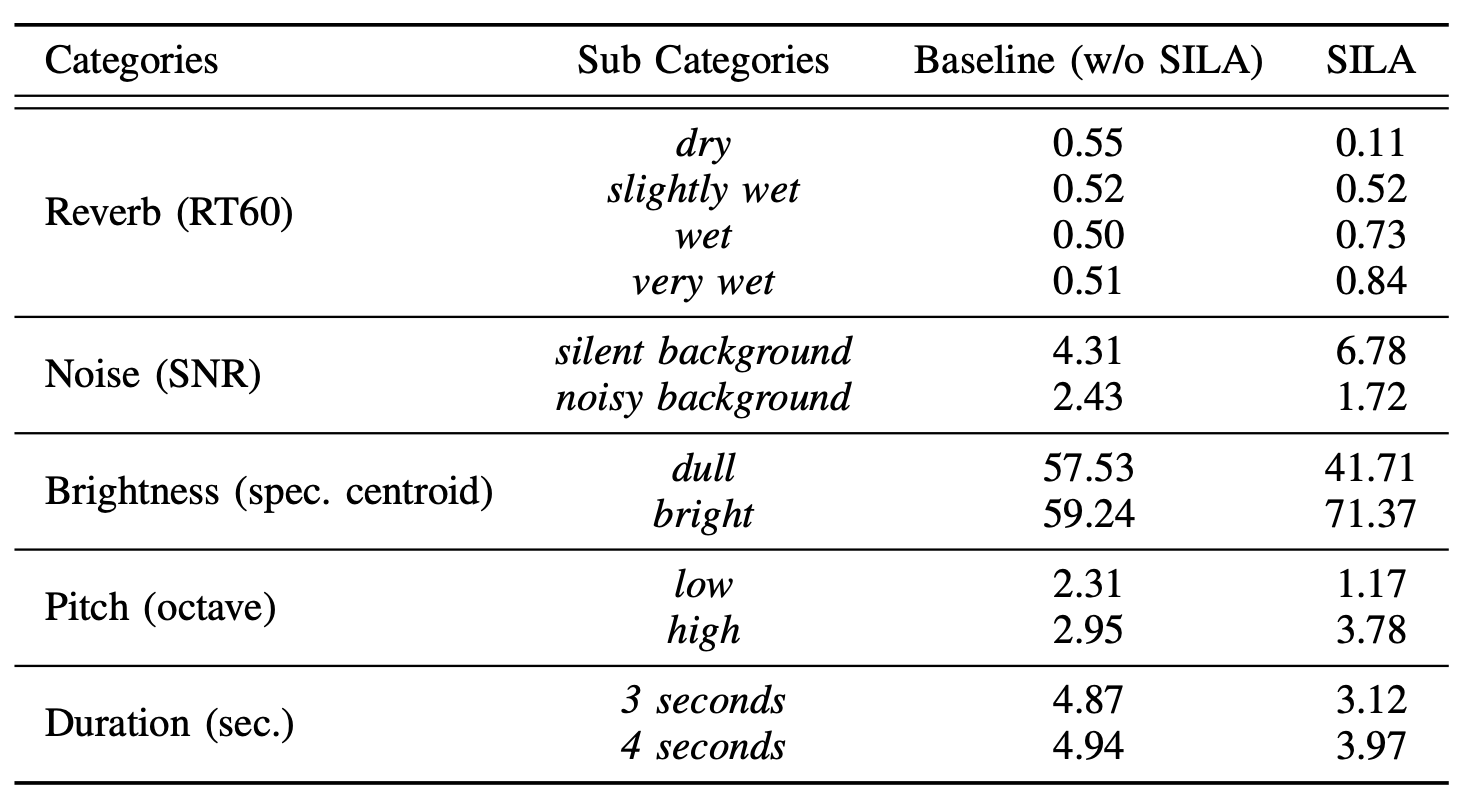 Categories Sub Categories Baseline (w/o SILA) SILA
dry 0.55 0.11
slightly wet 0.52 0.52
Reverb (RT60)
wet 0.50 0.73
very wet 0.51 0.84
silent background 4.31 6.78
Noise (SNR)
noisy background 2.43 1.72
dull 57.53 41.71
Brightness (spec. centroid)
bright 59.24 71.37
low 2.31 1.17
Pitch (octave)
high 2.95 3.78
3 seconds 4.87 3.12
Duration (sec.)
4 seconds 4.94 3.97